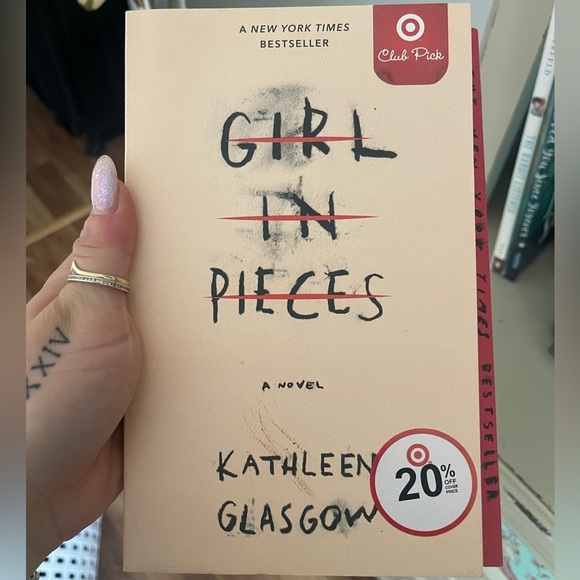 A NEW YORK TIMES
BESTSELLER
Club Pick
GIRL
IN
PIECES
A NOVEL
KATHLEEN
GLASGOW
20%
OFF
COVER
PRICE
NEW YORK TIMES BESTSELLER
XXIV